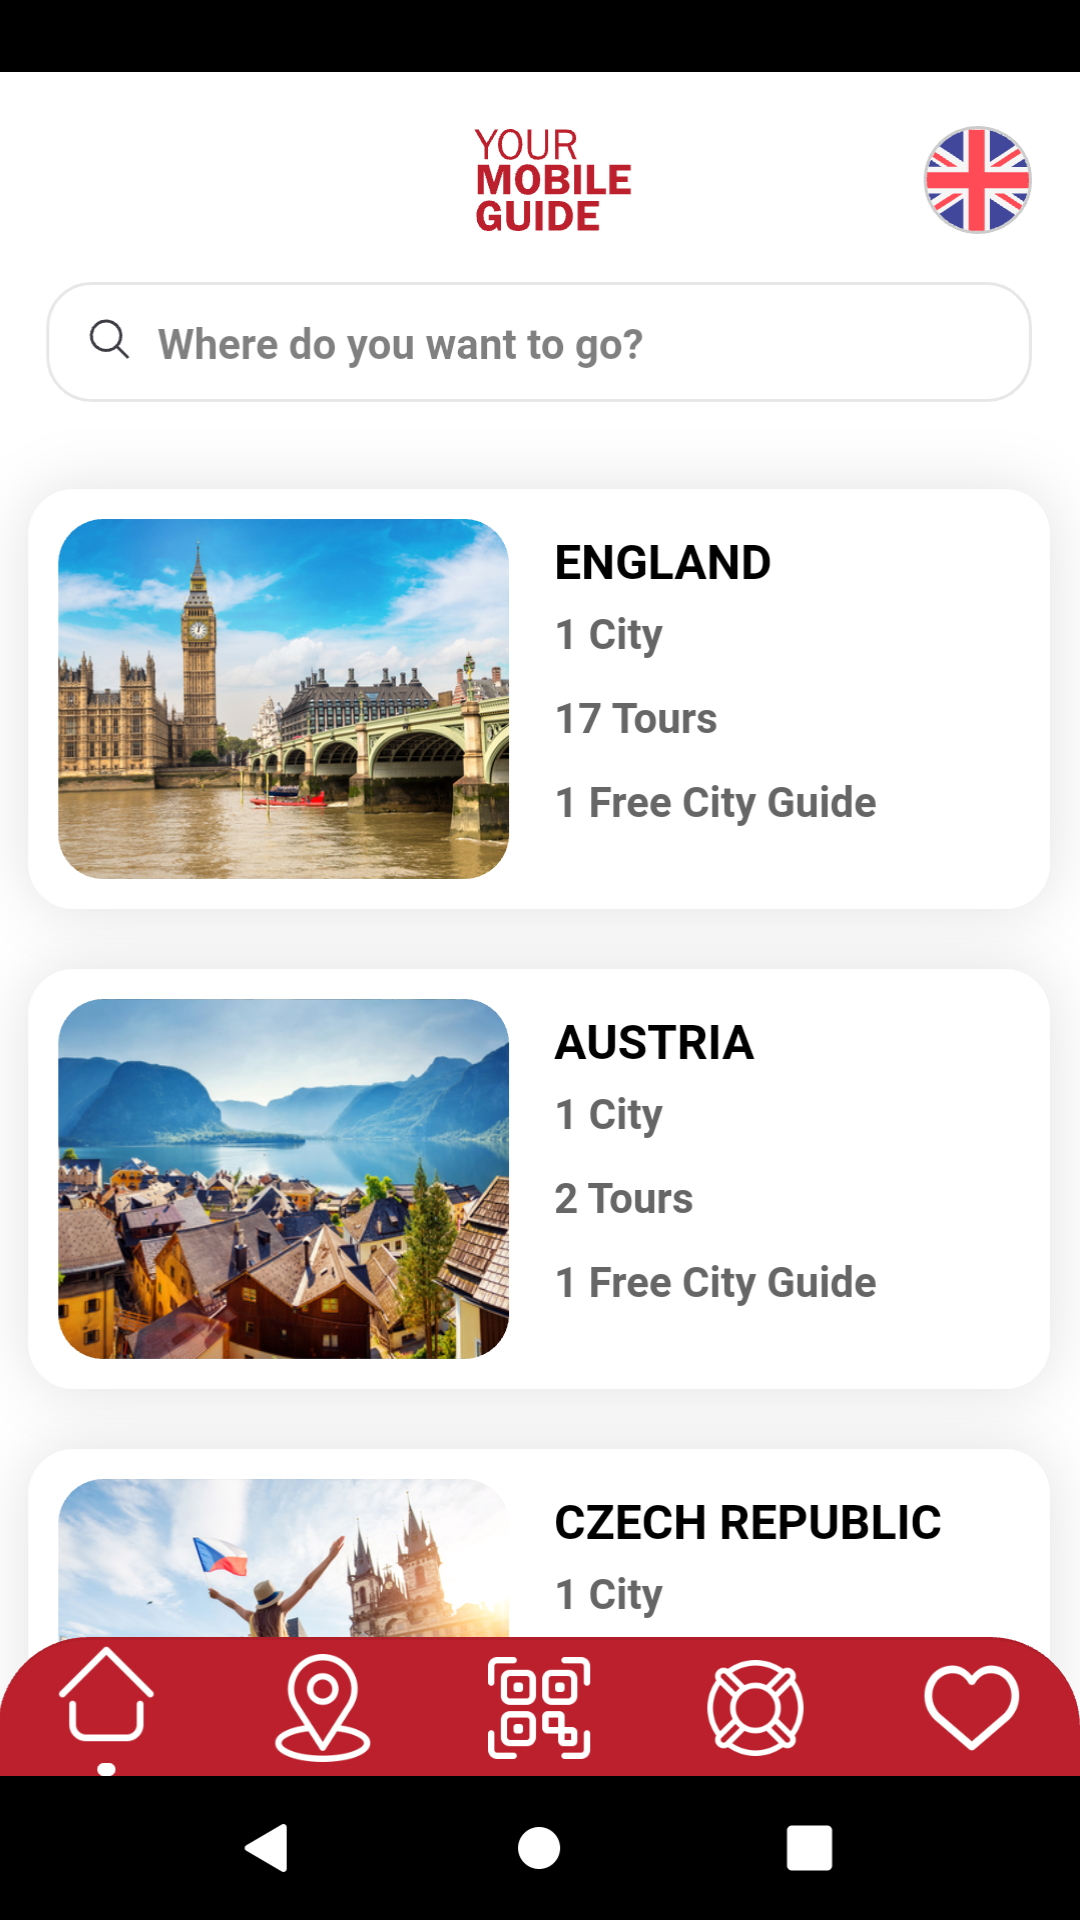 YOUR
MOBILE
GUIDE
Where do you want to go?
ENGLAND
1 City
17 Tours
1 Free City Guide
AUSTRIA
1 City
2 Tours
1 Free City Guide
CZECH REPUBLIC
1 City